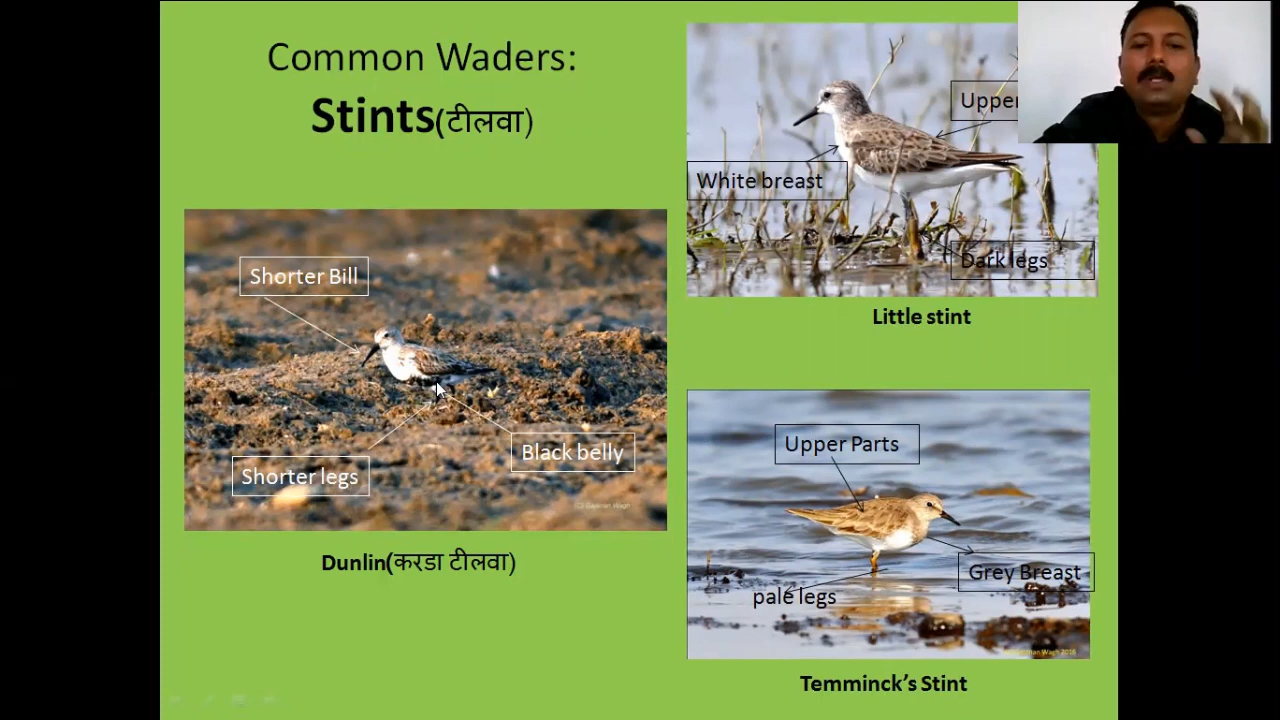 Common Waders:
Stints(टीलवा)
Upper
White breast
Dark legs
Little stint
Shorter Bill
Black belly
Shorter legs
Dunlin(करडा टीलवा)
Upper Parts
Grey Breast
pale legs
Temminck's Stint